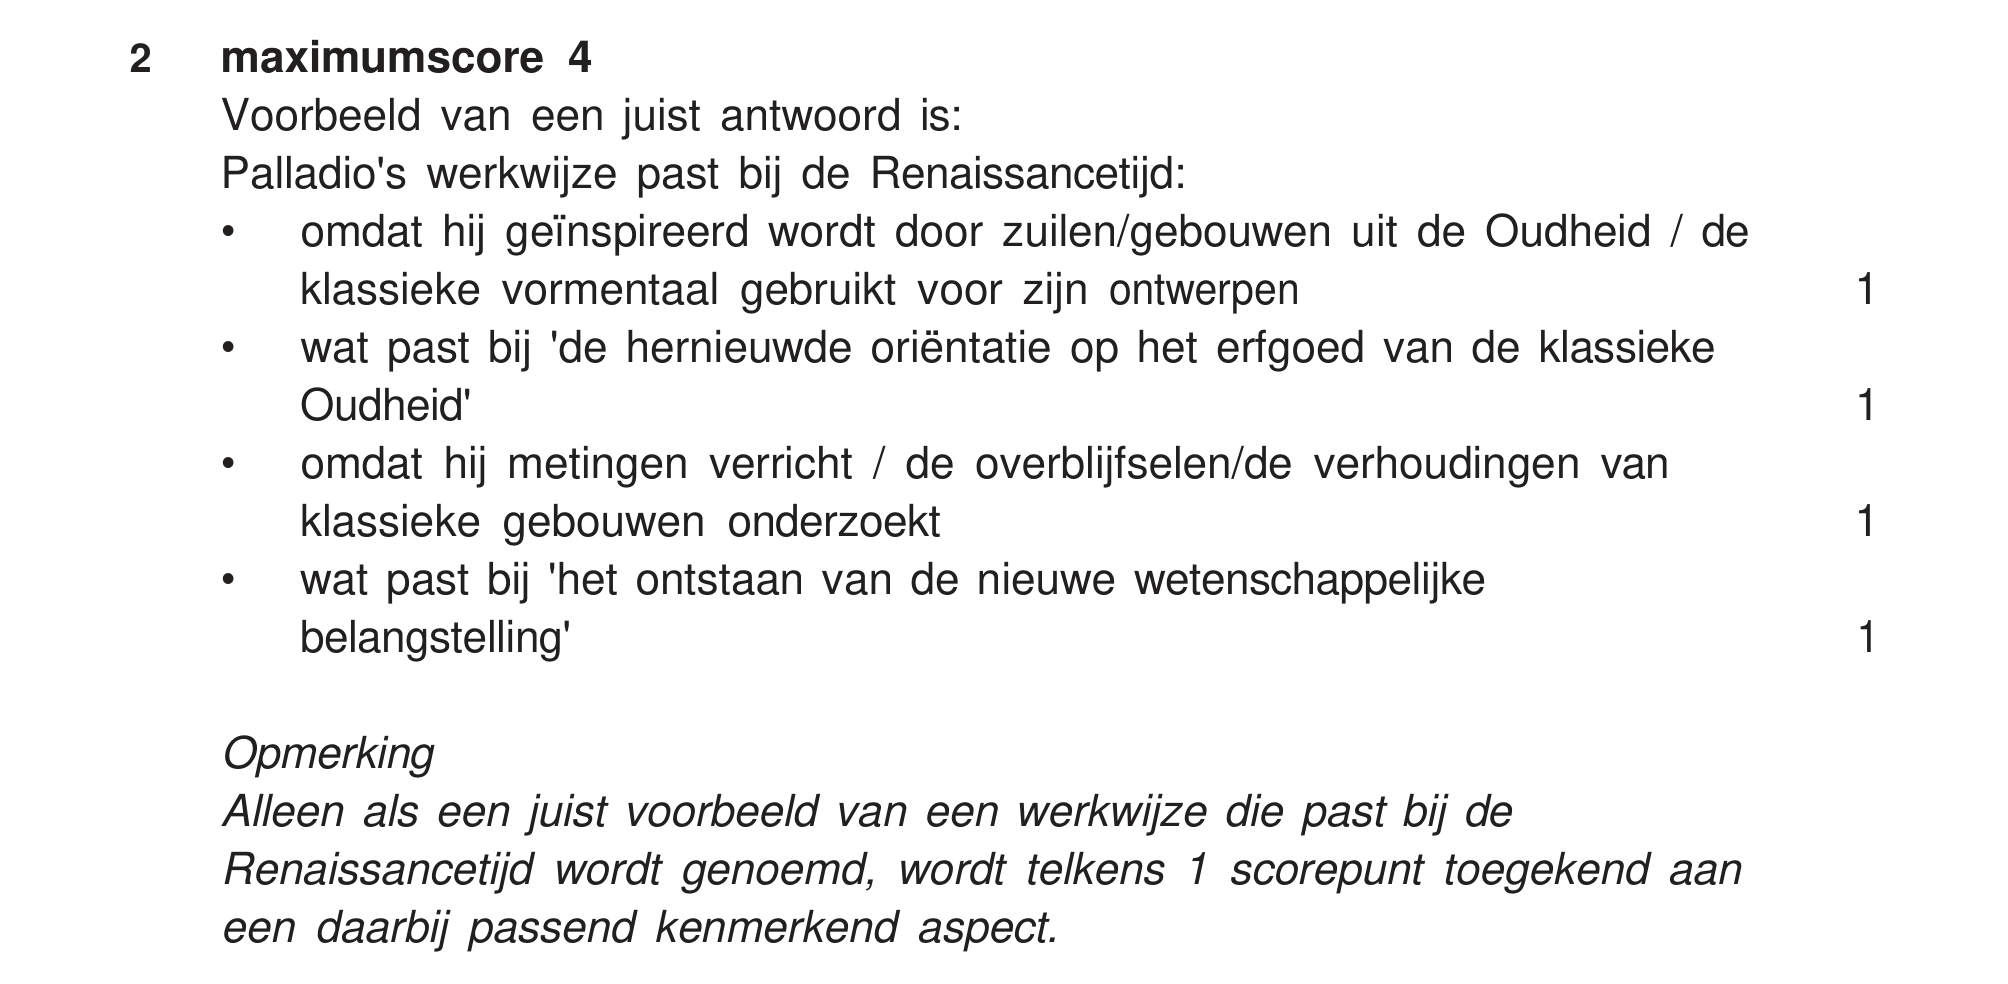 2 maximumscore 4
Voorbeeld van een juist antwoord is:
Palladio's werkwijze past bij de Renaissancetijd:
• omdat hij geïnspireerd wordt door zuilen/gebouwen uit de Oudheid / de
klassieke vormentaal gebruikt voor zijn ontwerpen 1
• wat past bij 'de hernieuwde oriëntatie op het erfgoed van de klassieke
Oudheid' 1
• omdat hij metingen verricht / de overblijfselen/de verhoudingen van
klassieke gebouwen onderzoekt 1
• wat past bij 'het ontstaan van de nieuwe wetenschappelijke
belangstelling' 1
Opmerking
Alleen als een juist voorbeeld van een werkwijze die past bij de
Renaissancetijd wordt genoemd, wordt telkens 1 scorepunt toegekend aan
een daarbij passend kenmerkend aspect.